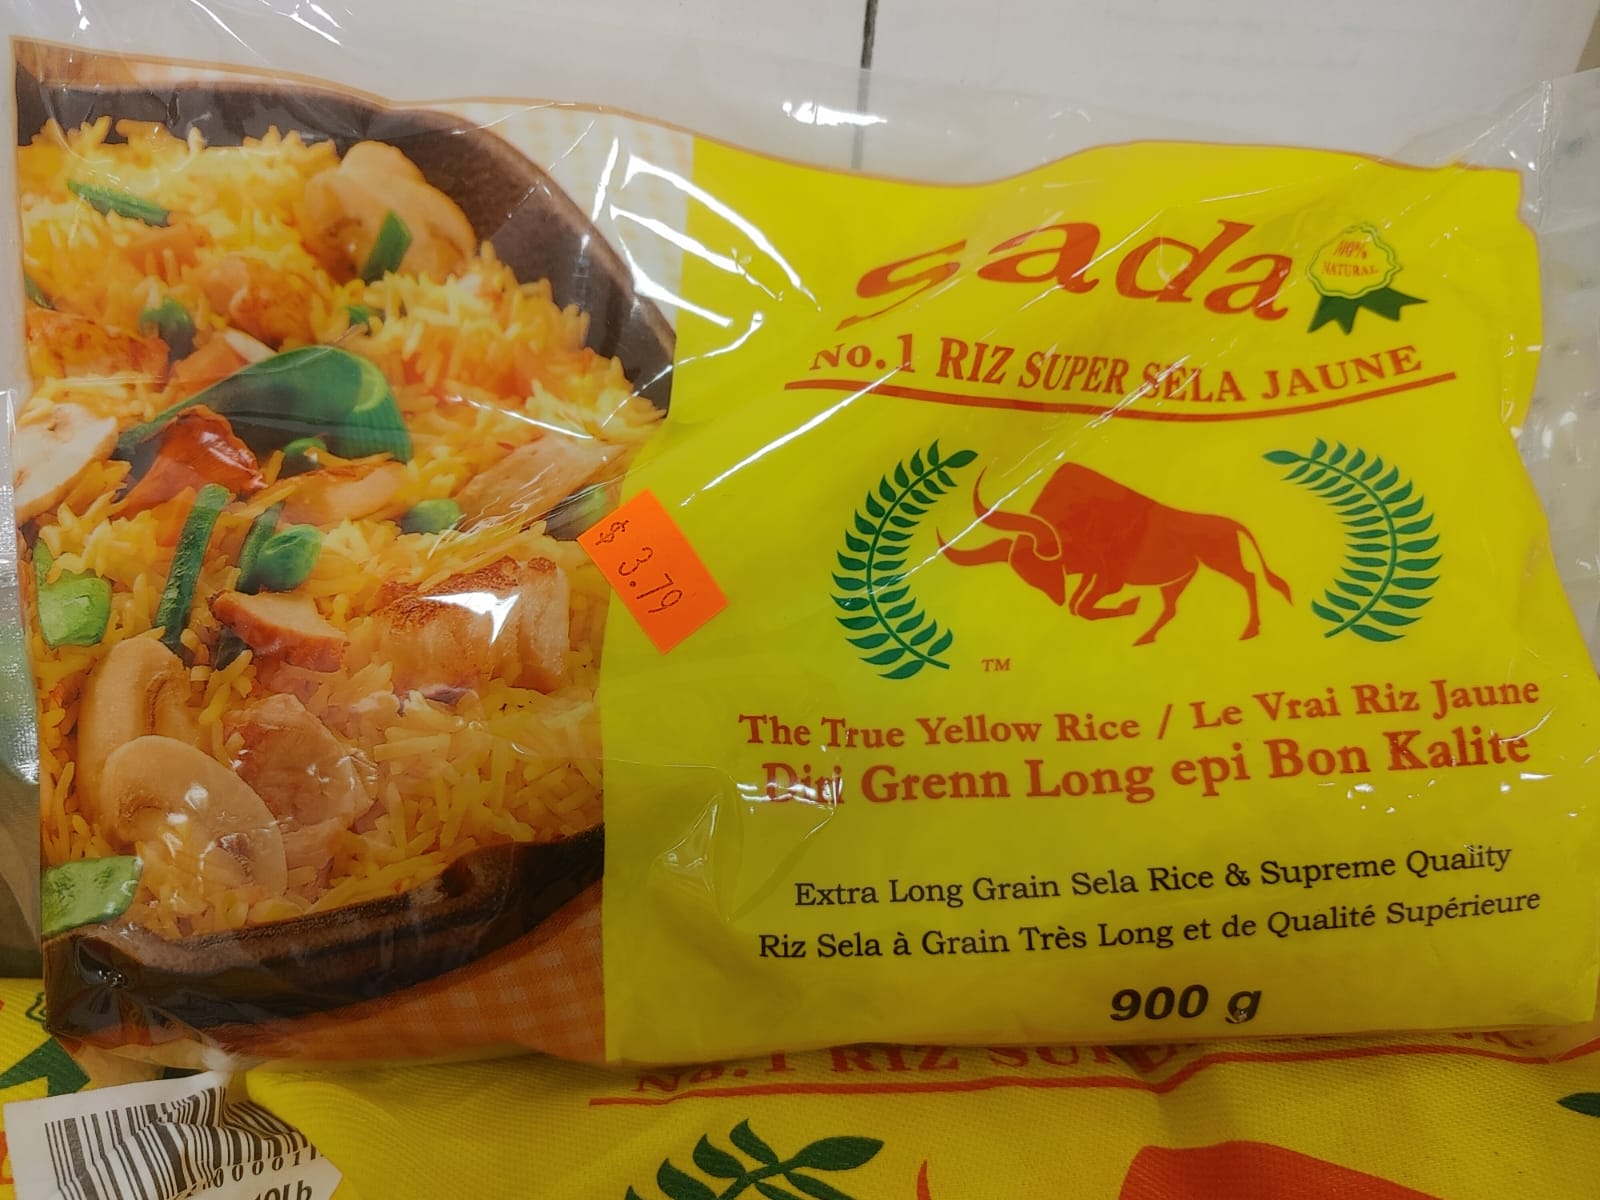 sada
100%
NATURAL
No.1 RIZ SUPER SELA JAUNE
$3.79
TM
The True Yellow Rice / Le Vrai Riz Jaune
Diri Grenn Long epi Bon Kalite
Extra Long Grain Sela Rice & Supreme Quality
Riz Sela à Grain Très Long et de Qualité Supérieure
900 g
No.1 RIZ